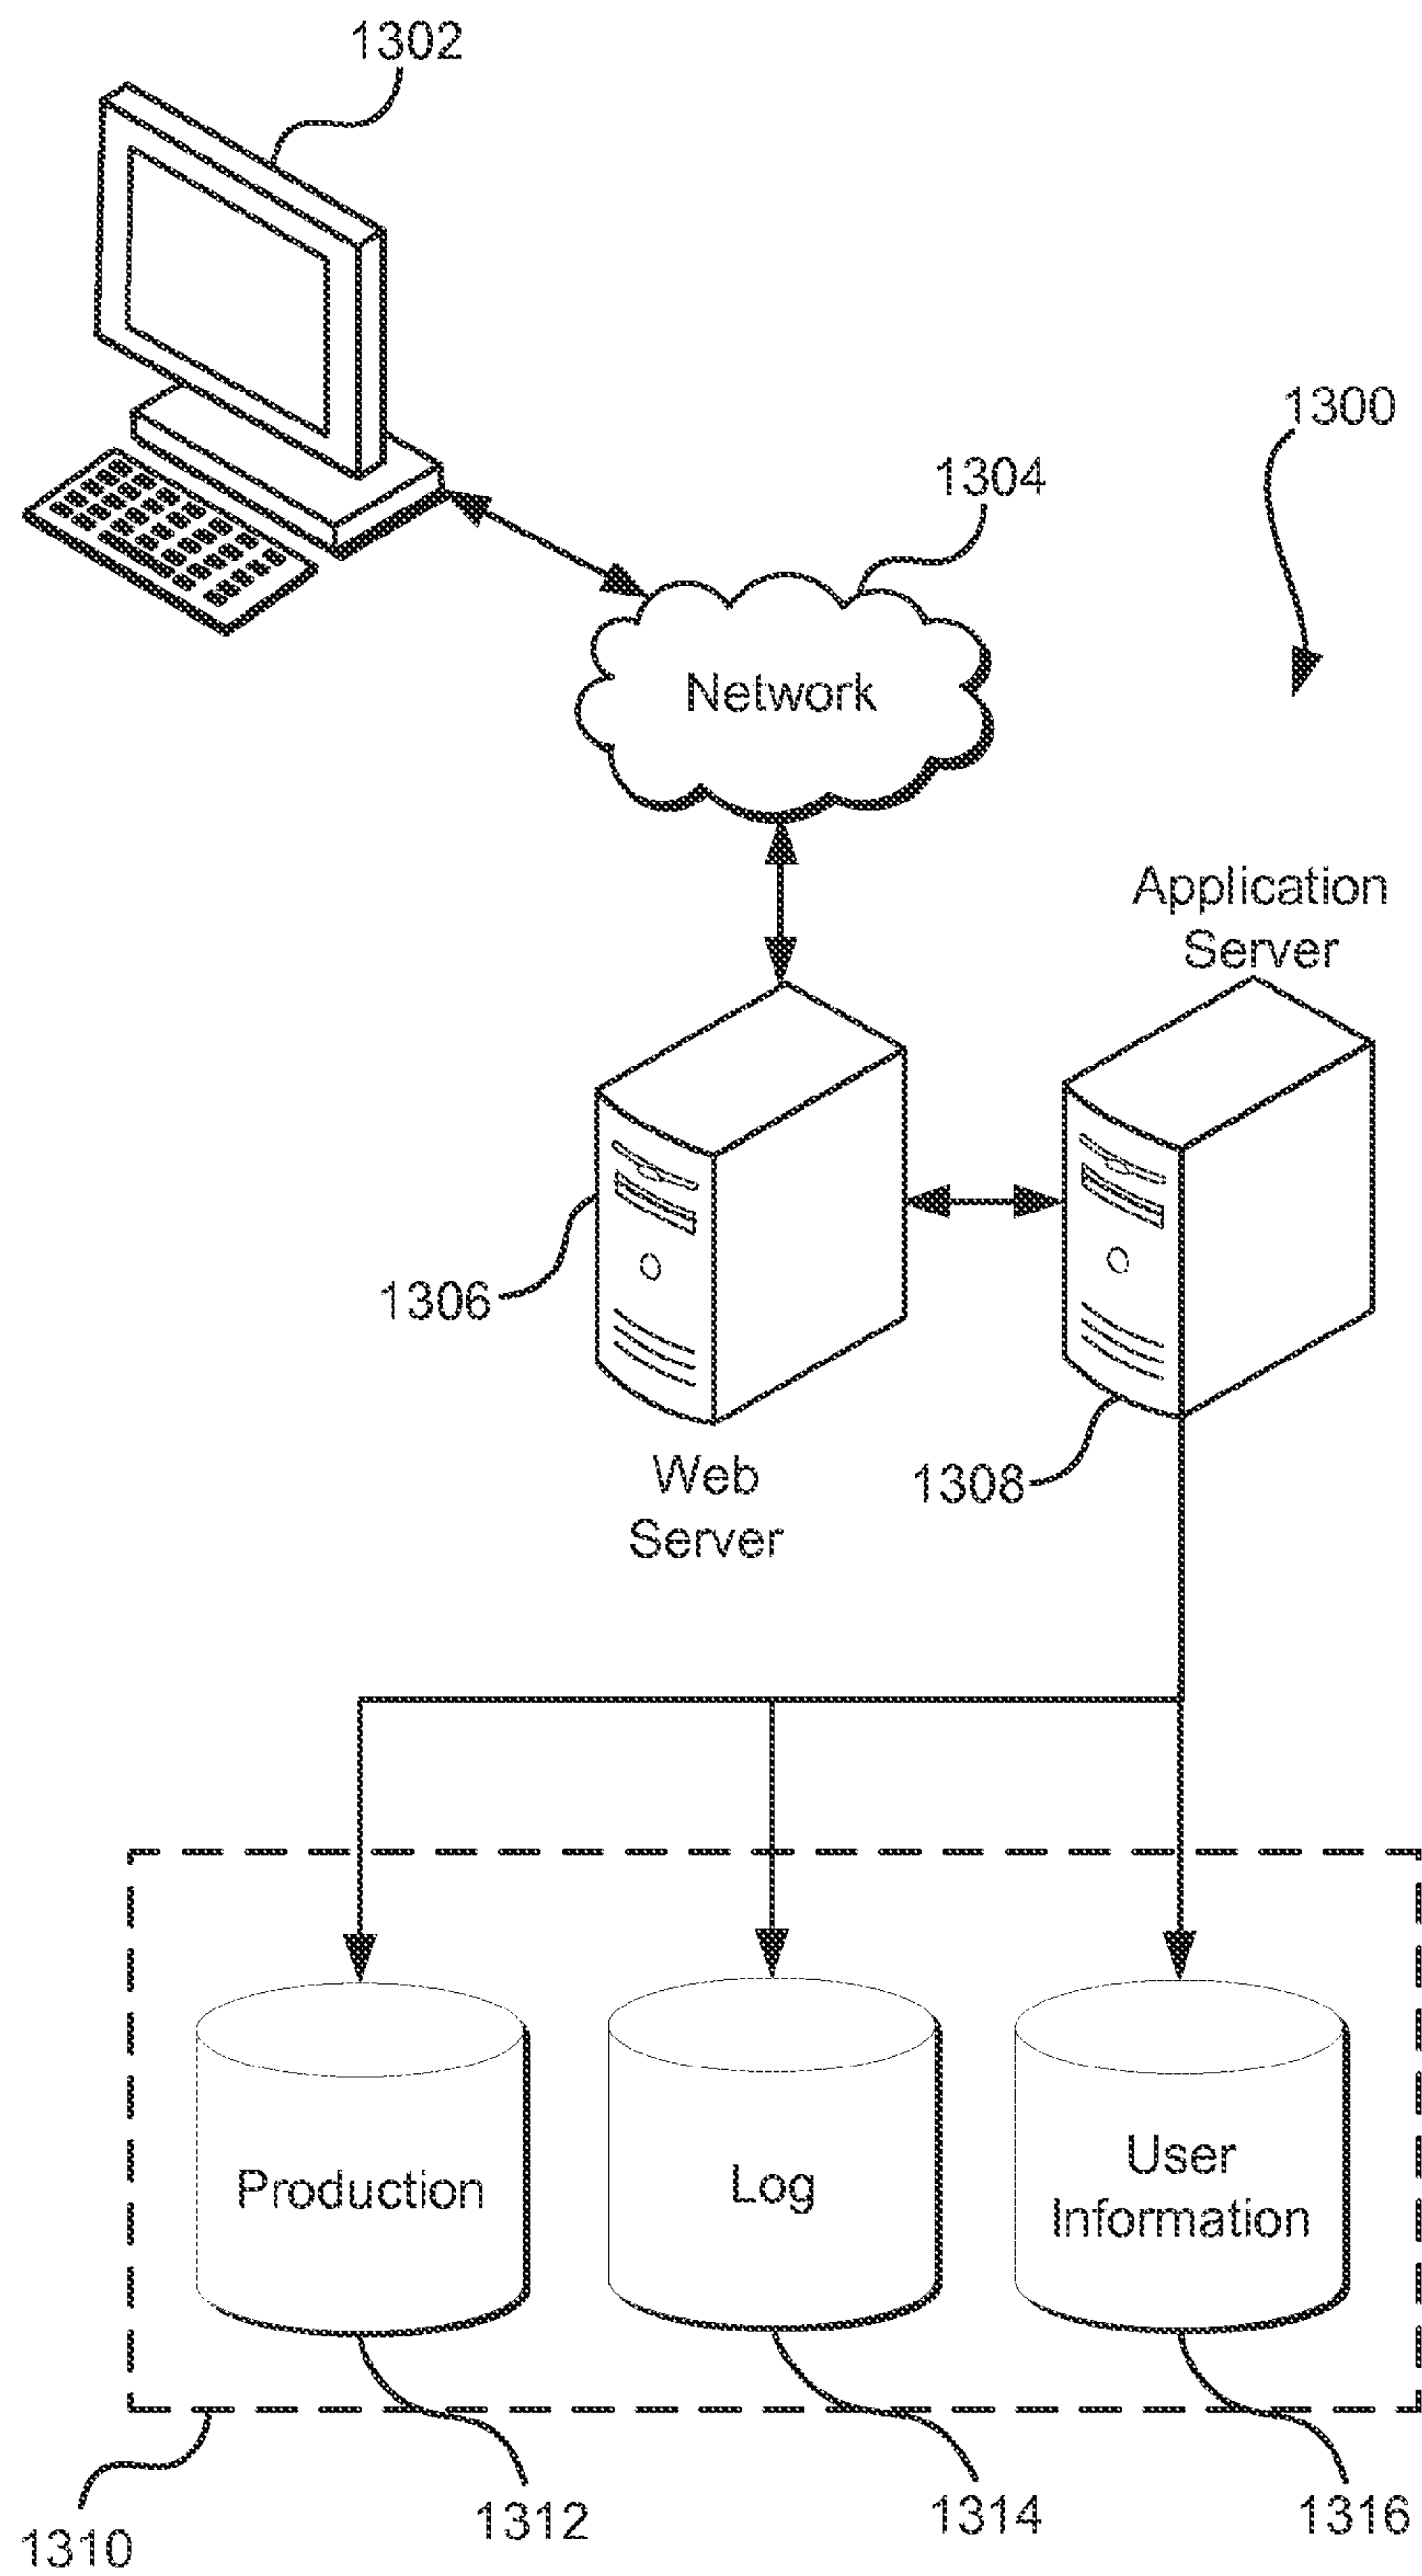 1302
1300
1304
Network
Application
Server
1306
Web
Server
1308
Production
Log
User
Information
1310
1312
1314
1316